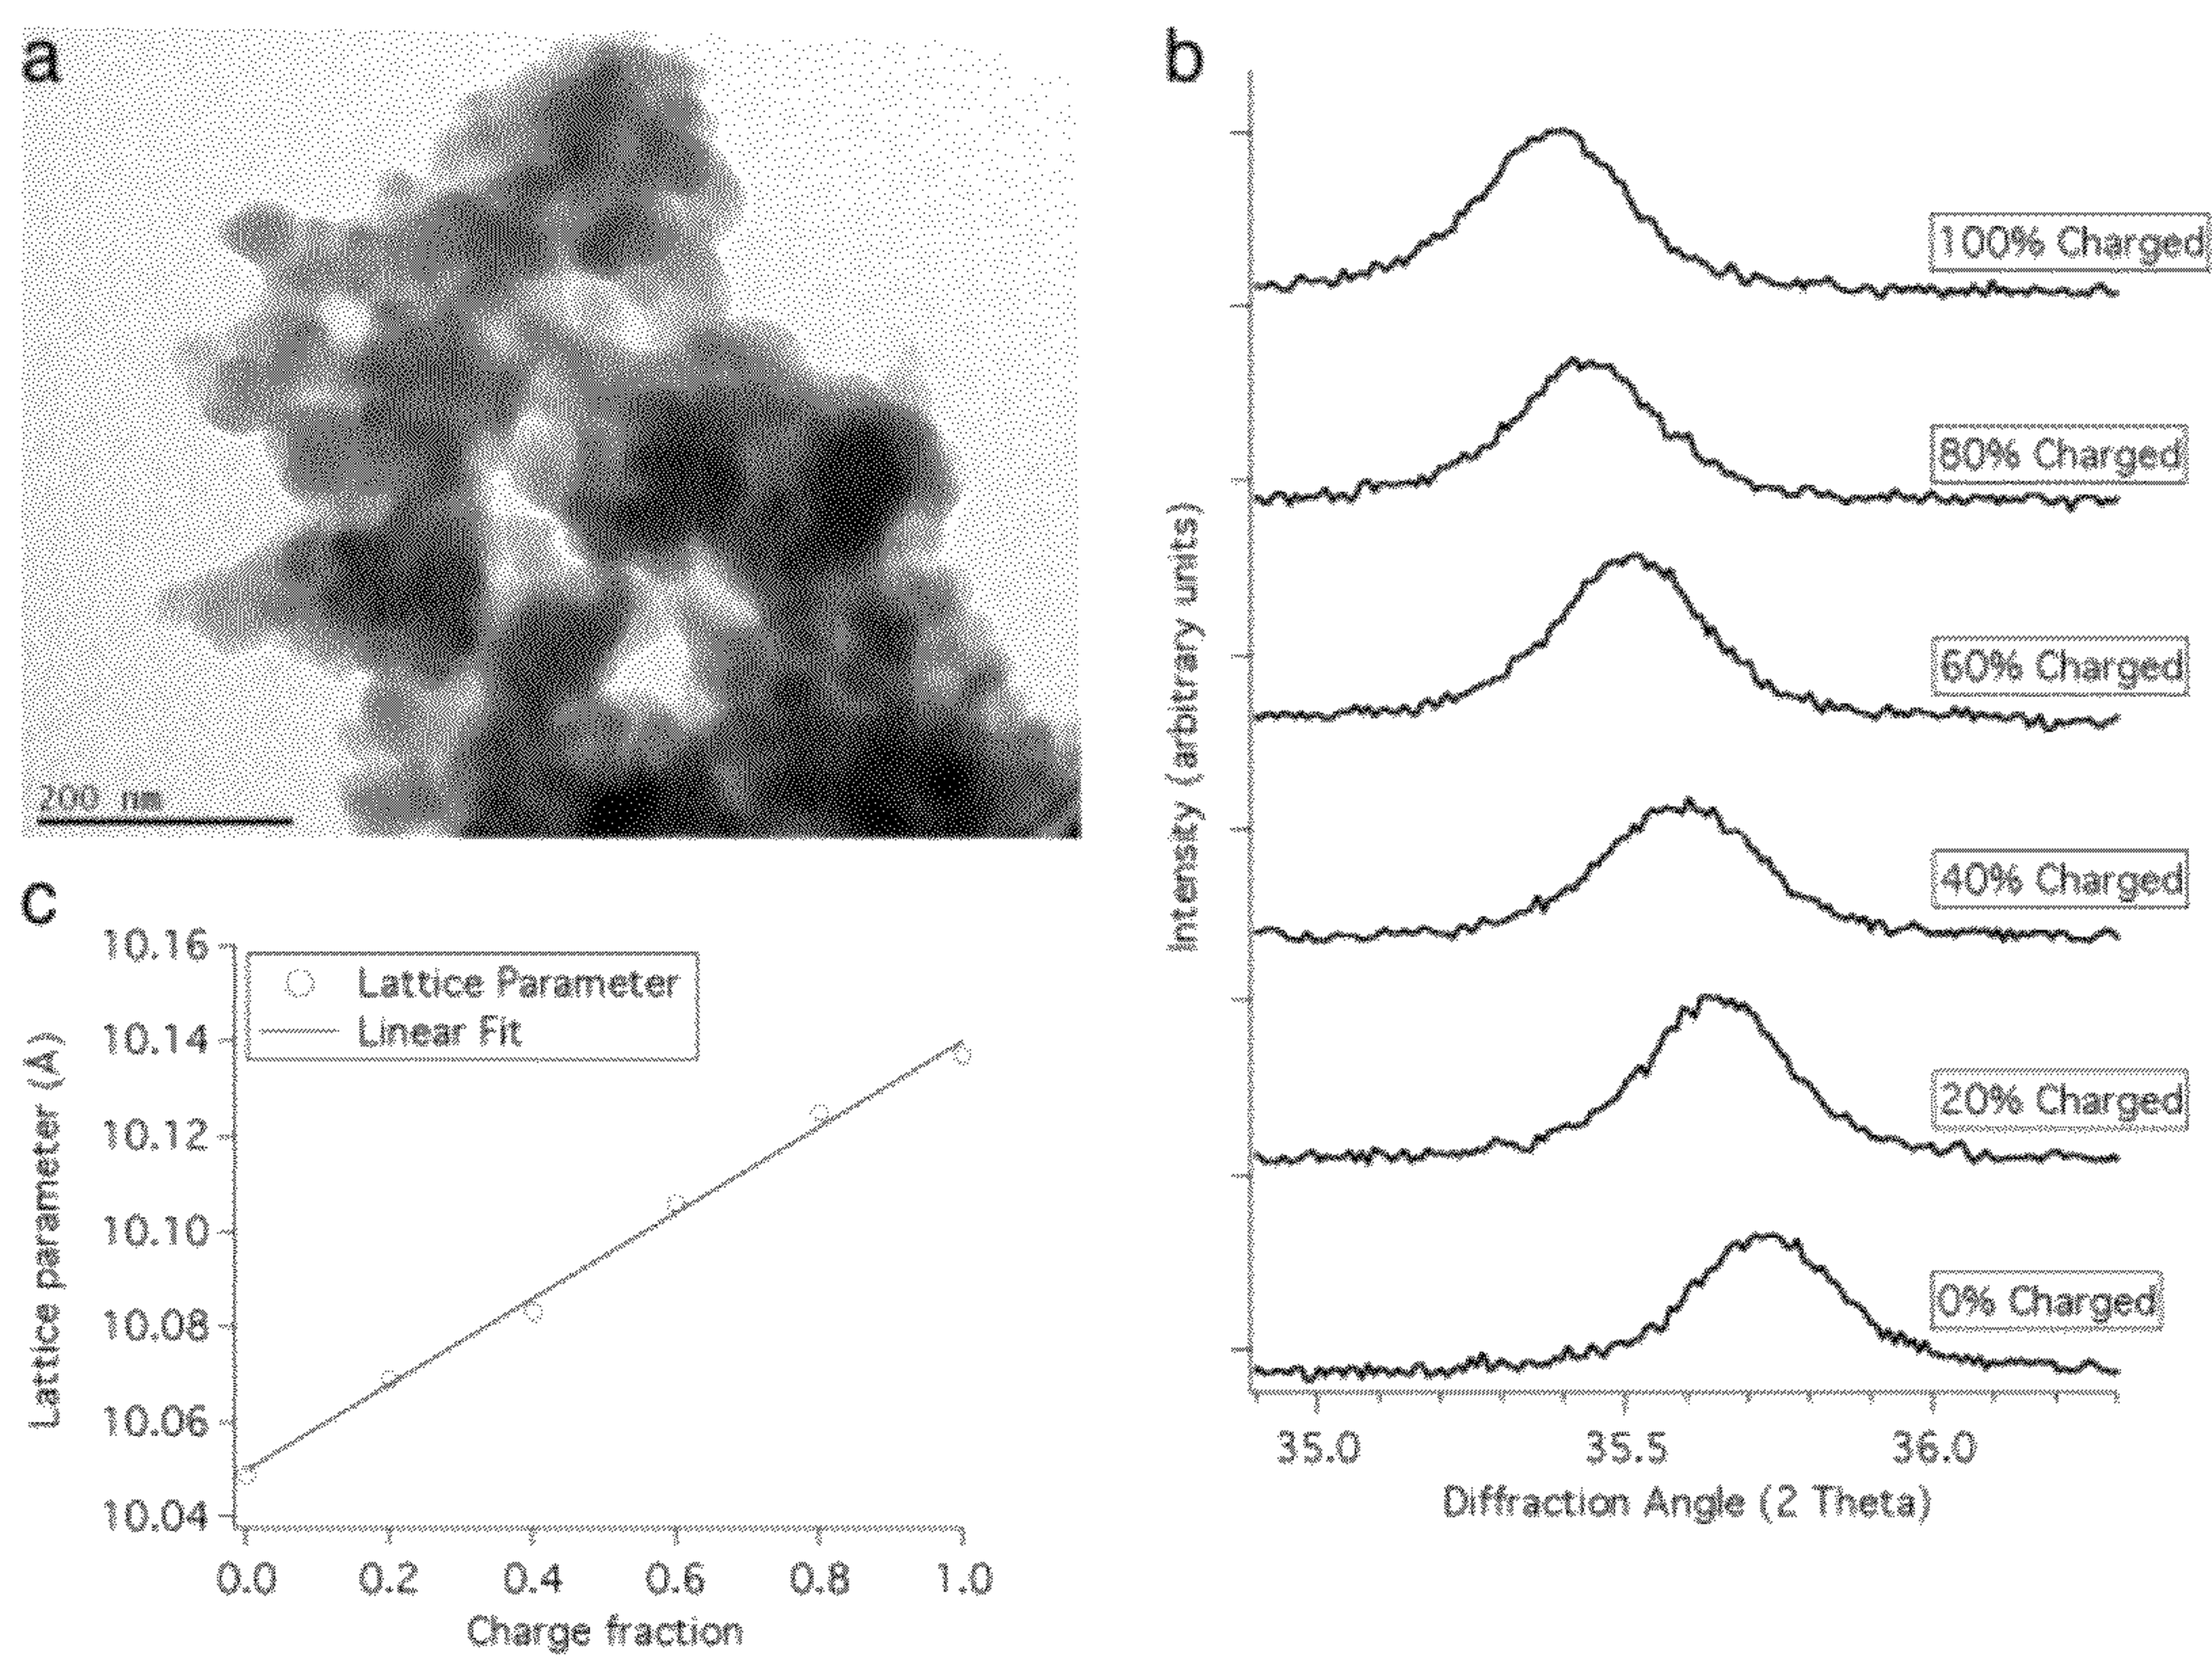 a
200 nm
b
Intensity (arbitrary units)
100% Charged
80% Charged
60% Charged
40% Charged
20% Charged
0% Charged
35.0 35.5 36.0
Diffraction Angle (2 Theta)
c
Lattice parameter (Å)
10.16
10.14
10.12
10.10
10.08
10.06
10.04
Lattice Parameter
Linear Fit
0.0 0.2 0.4 0.6 0.8 1.0
Charge fraction